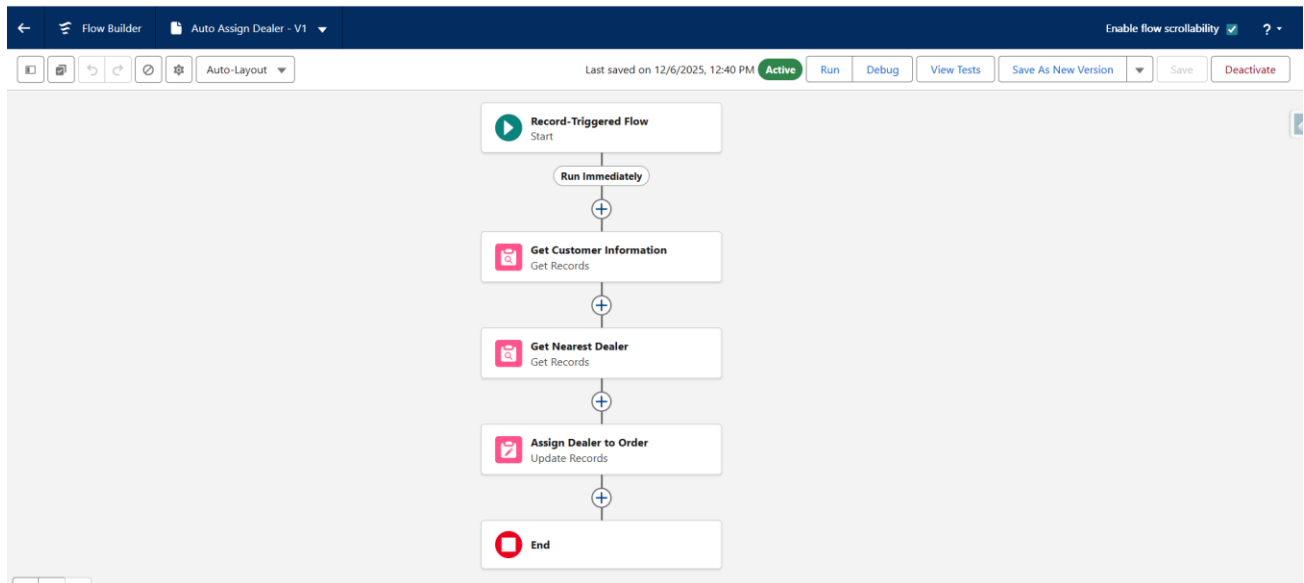 Flow Builder
Auto Assign Dealer - V1
Enable flow scrollability
?
Auto-Layout
Last saved on 12/6/2025, 12:40 PM
Active
Run
Debug
View Tests
Save As New Version
Save
Deactivate
Record-Triggered Flow
Start
Run Immediately
Get Customer Information
Get Records
Get Nearest Dealer
Get Records
Assign Dealer to Order
Update Records
End